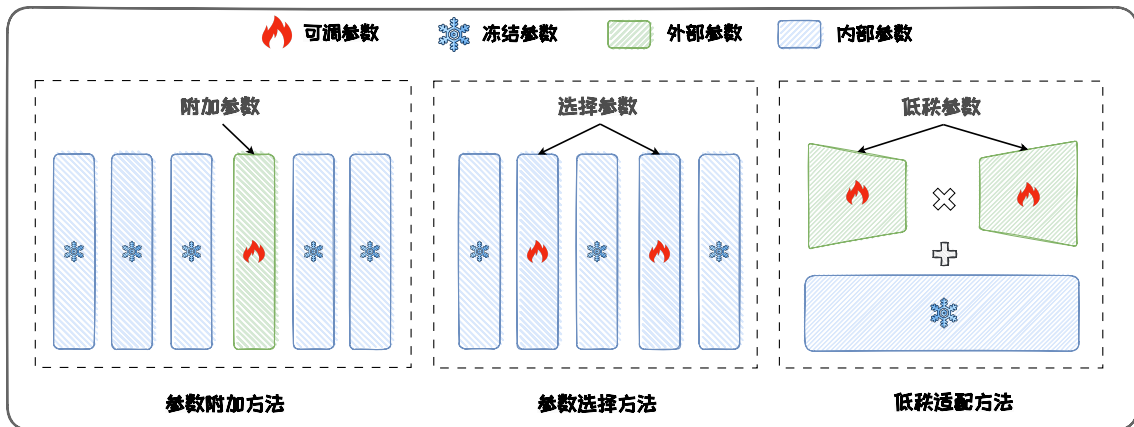 可调参数 冻结参数 外部参数 内部参数
附加参数 选择参数 低秩参数
参数附加方法 参数选择方法 低秩适配方法